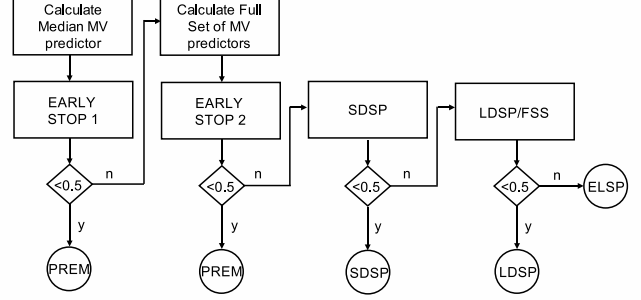 Calculate
Median MV
predictor
Calculate Full
Set of MV
predictors
EARLY
STOP 1
EARLY
STOP 2
SDSP
LDSP/FSS
<0.5
n
<0.5
n
<0.5
n
<0.5
n
ELSP
y
y
y
y
PREM
PREM
SDSP
LDSP